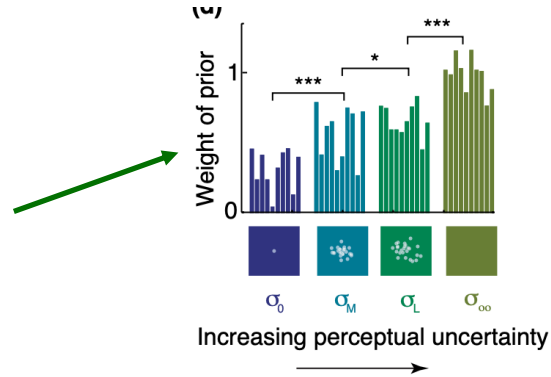 (d)
***
*
***
Weight of prior
1
0
σ0 σM σL σ∞
Increasing perceptual uncertainty